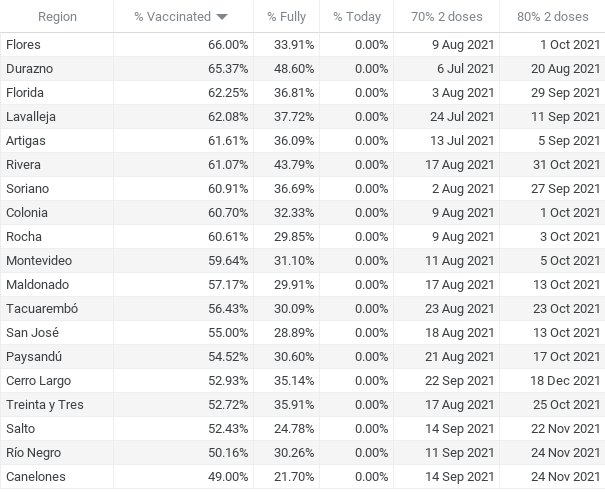 Region % Vaccinated % Fully % Today 70% 2 doses 80% 2 doses
Flores 66.00% 33.91% 0.00% 9 Aug 2021 1 Oct 2021
Durazno 65.37% 48.60% 0.00% 6 Jul 2021 20 Aug 2021
Florida 62.25% 36.81% 0.00% 3 Aug 2021 29 Sep 2021
Lavalleja 62.08% 37.72% 0.00% 24 Jul 2021 11 Sep 2021
Artigas 61.61% 36.09% 0.00% 13 Jul 2021 5 Sep 2021
Rivera 61.07% 43.79% 0.00% 17 Aug 2021 31 Oct 2021
Soriano 60.91% 36.69% 0.00% 2 Aug 2021 27 Sep 2021
Colonia 60.70% 32.33% 0.00% 9 Aug 2021 1 Oct 2021
Rocha 60.61% 29.85% 0.00% 9 Aug 2021 3 Oct 2021
Montevideo 59.64% 31.10% 0.00% 11 Aug 2021 5 Oct 2021
Maldonado 57.17% 29.91% 0.00% 17 Aug 2021 13 Oct 2021
Tacuarembó 56.43% 30.09% 0.00% 23 Aug 2021 23 Oct 2021
San José 55.00% 28.89% 0.00% 18 Aug 2021 13 Oct 2021
Paysandú 54.52% 30.60% 0.00% 21 Aug 2021 17 Oct 2021
Cerro Largo 52.93% 35.14% 0.00% 22 Sep 2021 18 Dec 2021
Treinta y Tres 52.72% 35.91% 0.00% 17 Aug 2021 25 Oct 2021
Salto 52.43% 24.78% 0.00% 14 Sep 2021 22 Nov 2021
Río Negro 50.16% 30.26% 0.00% 11 Sep 2021 24 Nov 2021
Canelones 49.00% 21.70% 0.00% 14 Sep 2021 24 Nov 2021